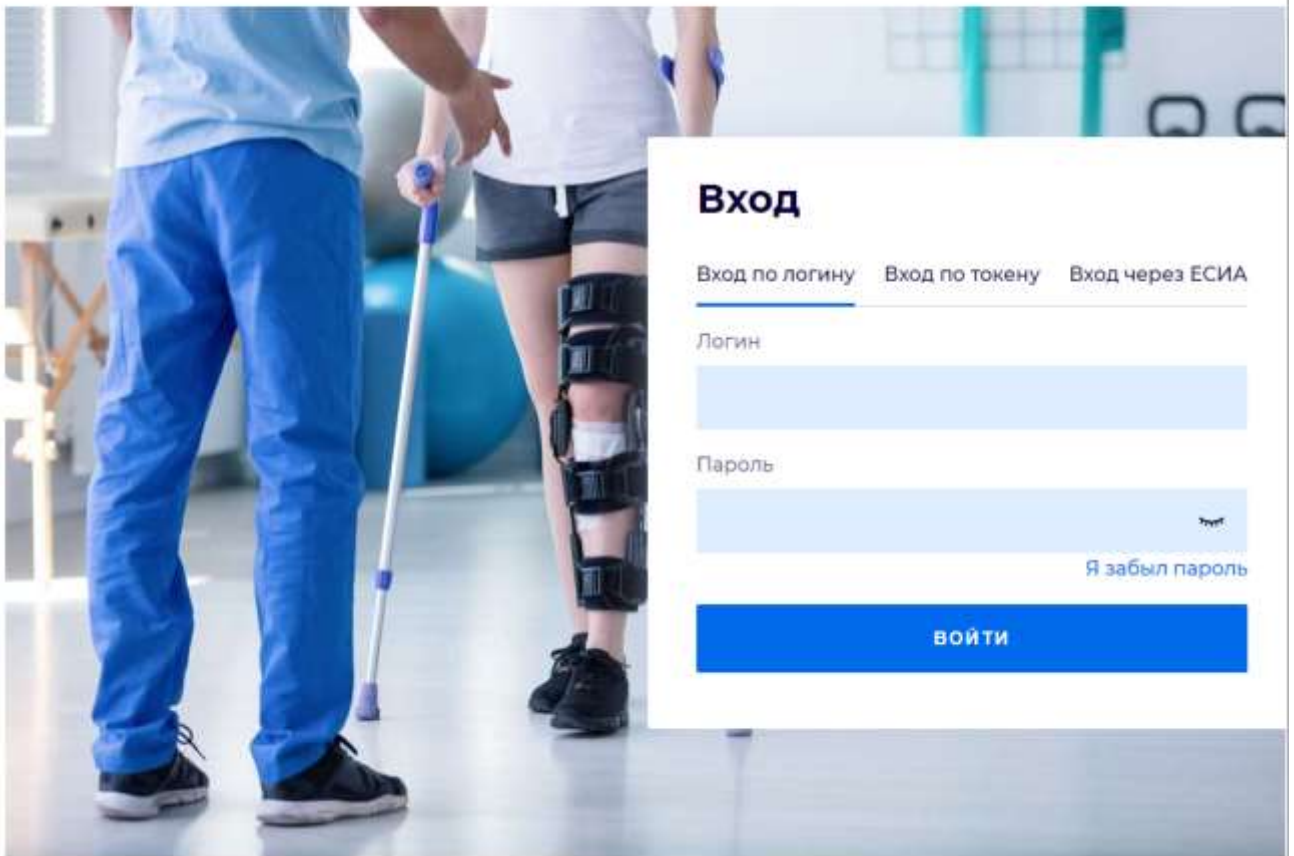 Вход
Вход по логину Вход по токену Вход через ЕСИА
Логин
Пароль
Я забыл пароль
ВОЙТИ